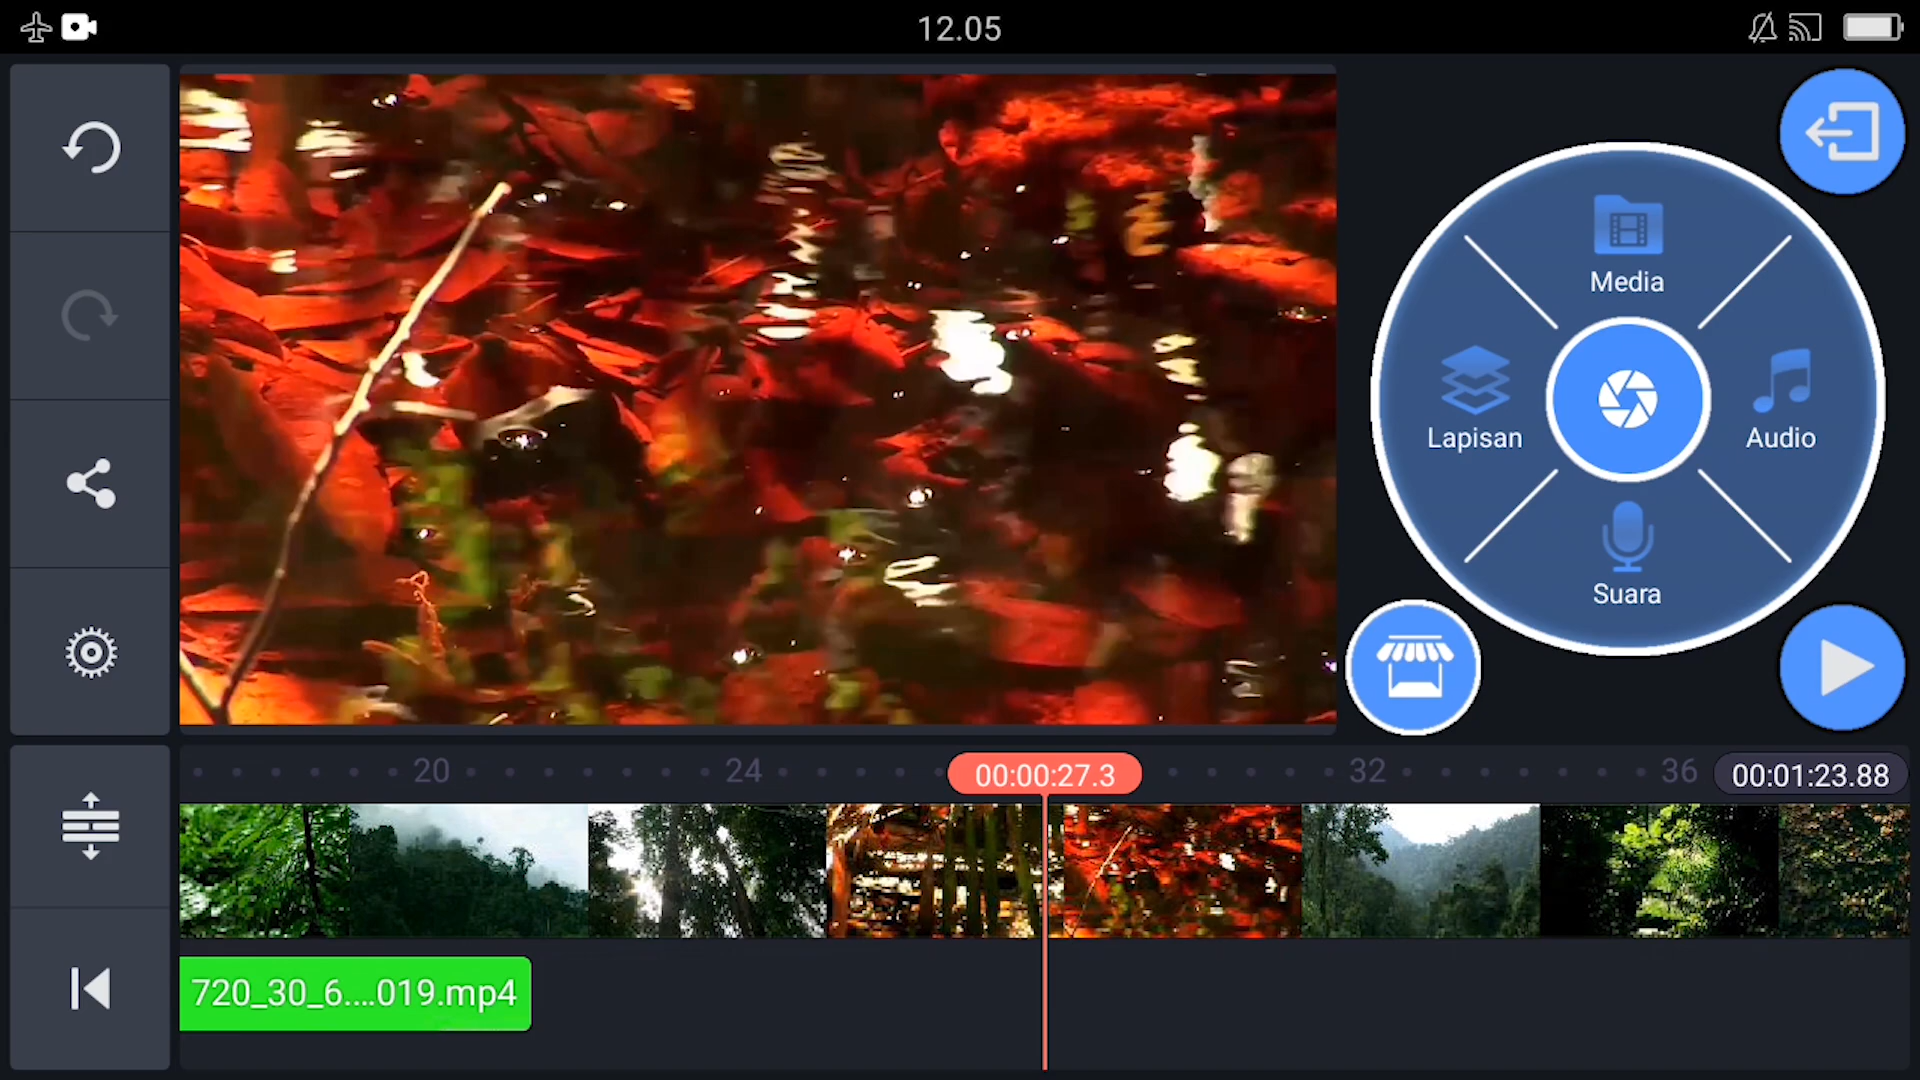 12.05
Media
Lapisan
Audio
Suara
20
24
00:00:27.3
32
36
00:01:23.88
720_30_6....019.mp4